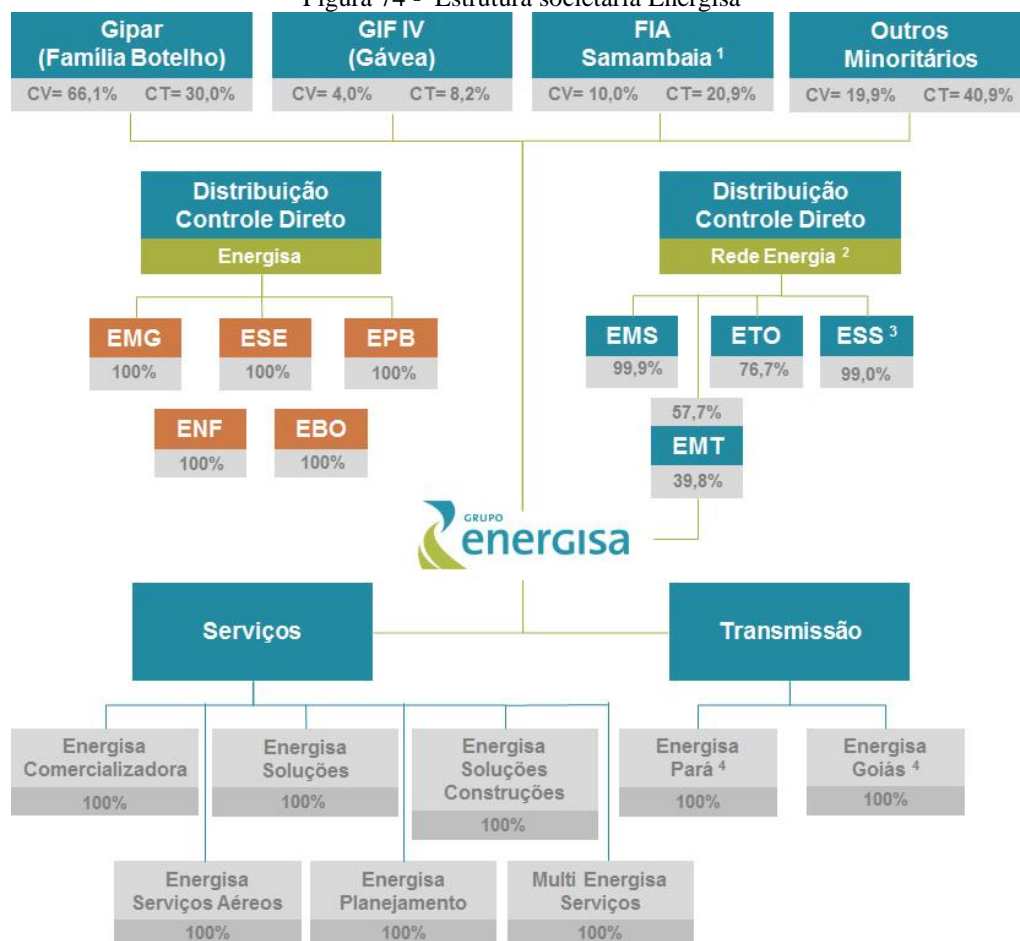 Figura 74 - Estrutura societária Energisa
Gipar
(Família Botelho)
CV= 66,1% CT= 30,0%
GIF IV
(Gávea)
CV= 4,0% CT= 8,2%
FIA
Samambaia 1
CV= 10,0% CT= 20,9%
Outros
Minoritários
CV= 19,9% CT= 40,9%
Distribuição
Controle Direto
Energisa
Distribuição
Controle Direto
Rede Energia 2
EMG
100%
ESE
100%
EPB
100%
ENF
100%
EBO
100%
EMS
99,9%
ETO
76,7%
ESS 3
99,0%
57,7%
EMT
39,8%
GRUPO
energisa
Serviços
Transmissão
Energisa
Comercializadora
100%
Energisa
Soluções
100%
Energisa
Soluções
Construções
100%
Energisa
Pará 4
100%
Energisa
Goiás 4
100%
Energisa
Serviços Aéreos
100%
Energisa
Planejamento
100%
Multi Energisa
Serviços
100%